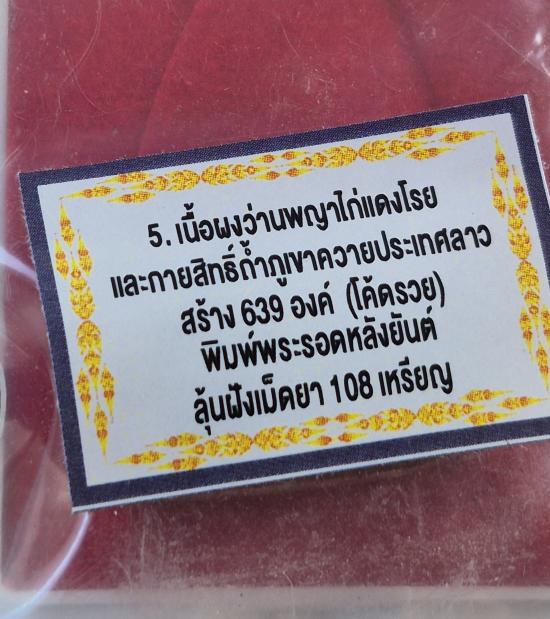 5. เนื้อผงว่านพญาไก่แดงโรย
และกายสิทธิ์ถ้ำภูเขาควายประเทศลาว
สร้าง 639 องค์ (โค้ดรวย)
พิมพ์พระรอดหลังยันต์
ลุ้นฝังเม็ดยา 108 เหรียญ